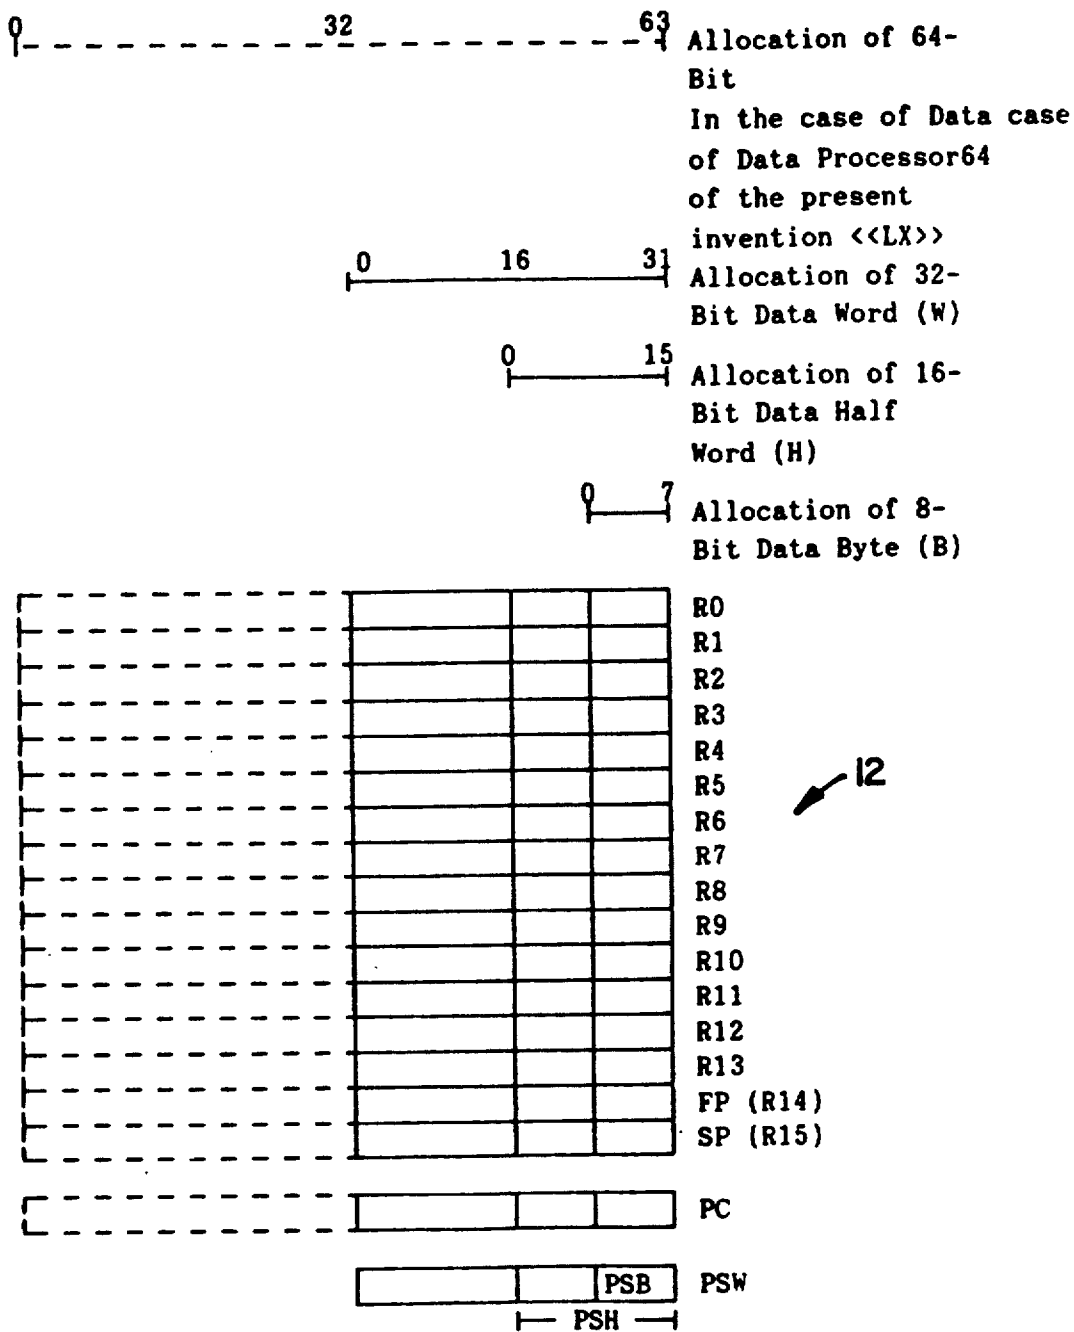 0 32 63
Allocation of 64-
Bit
In the case of Data case
of Data Processor64
of the present
invention <<LX>>
0 16 31
Allocation of 32-
Bit Data Word (W)
0 15
Allocation of 16-
Bit Data Half
Word (H)
0 7
Allocation of 8-
Bit Data Byte (B)
R0
R1
R2
R3
R4
R5
R6
R7
R8
R9
R10
R11
R12
R13
FP (R14)
SP (R15)
12
PC
PSB PSW
PSH